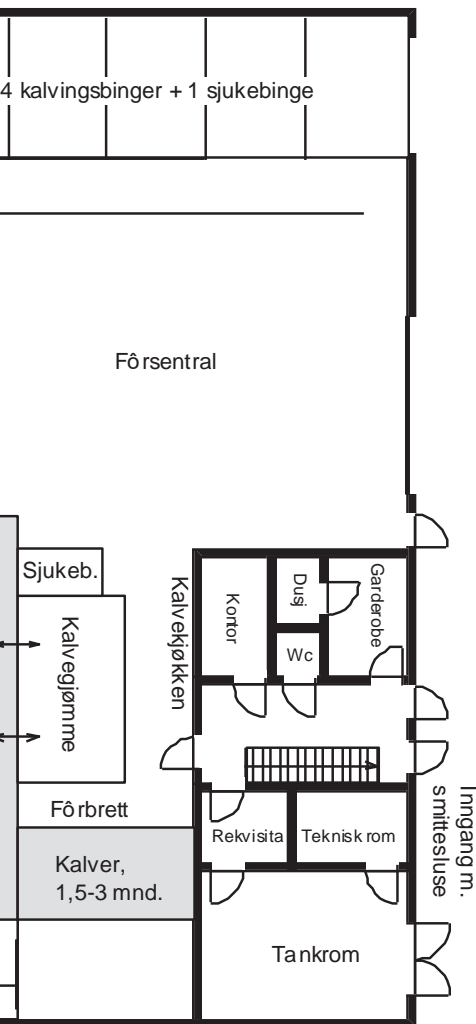 4 kalvingsbinger + 1 sjukebinge
Fôrsentral
Sjukeb.
Kalvegjømme
Kalvekjøkken
Kontor
Dusj
Garderobe
Wc
Fôrbrett
Rekvisita
Teknisk rom
Inngang m.
smittesluse
Kalver,
1,5-3 mnd.
Tankrom